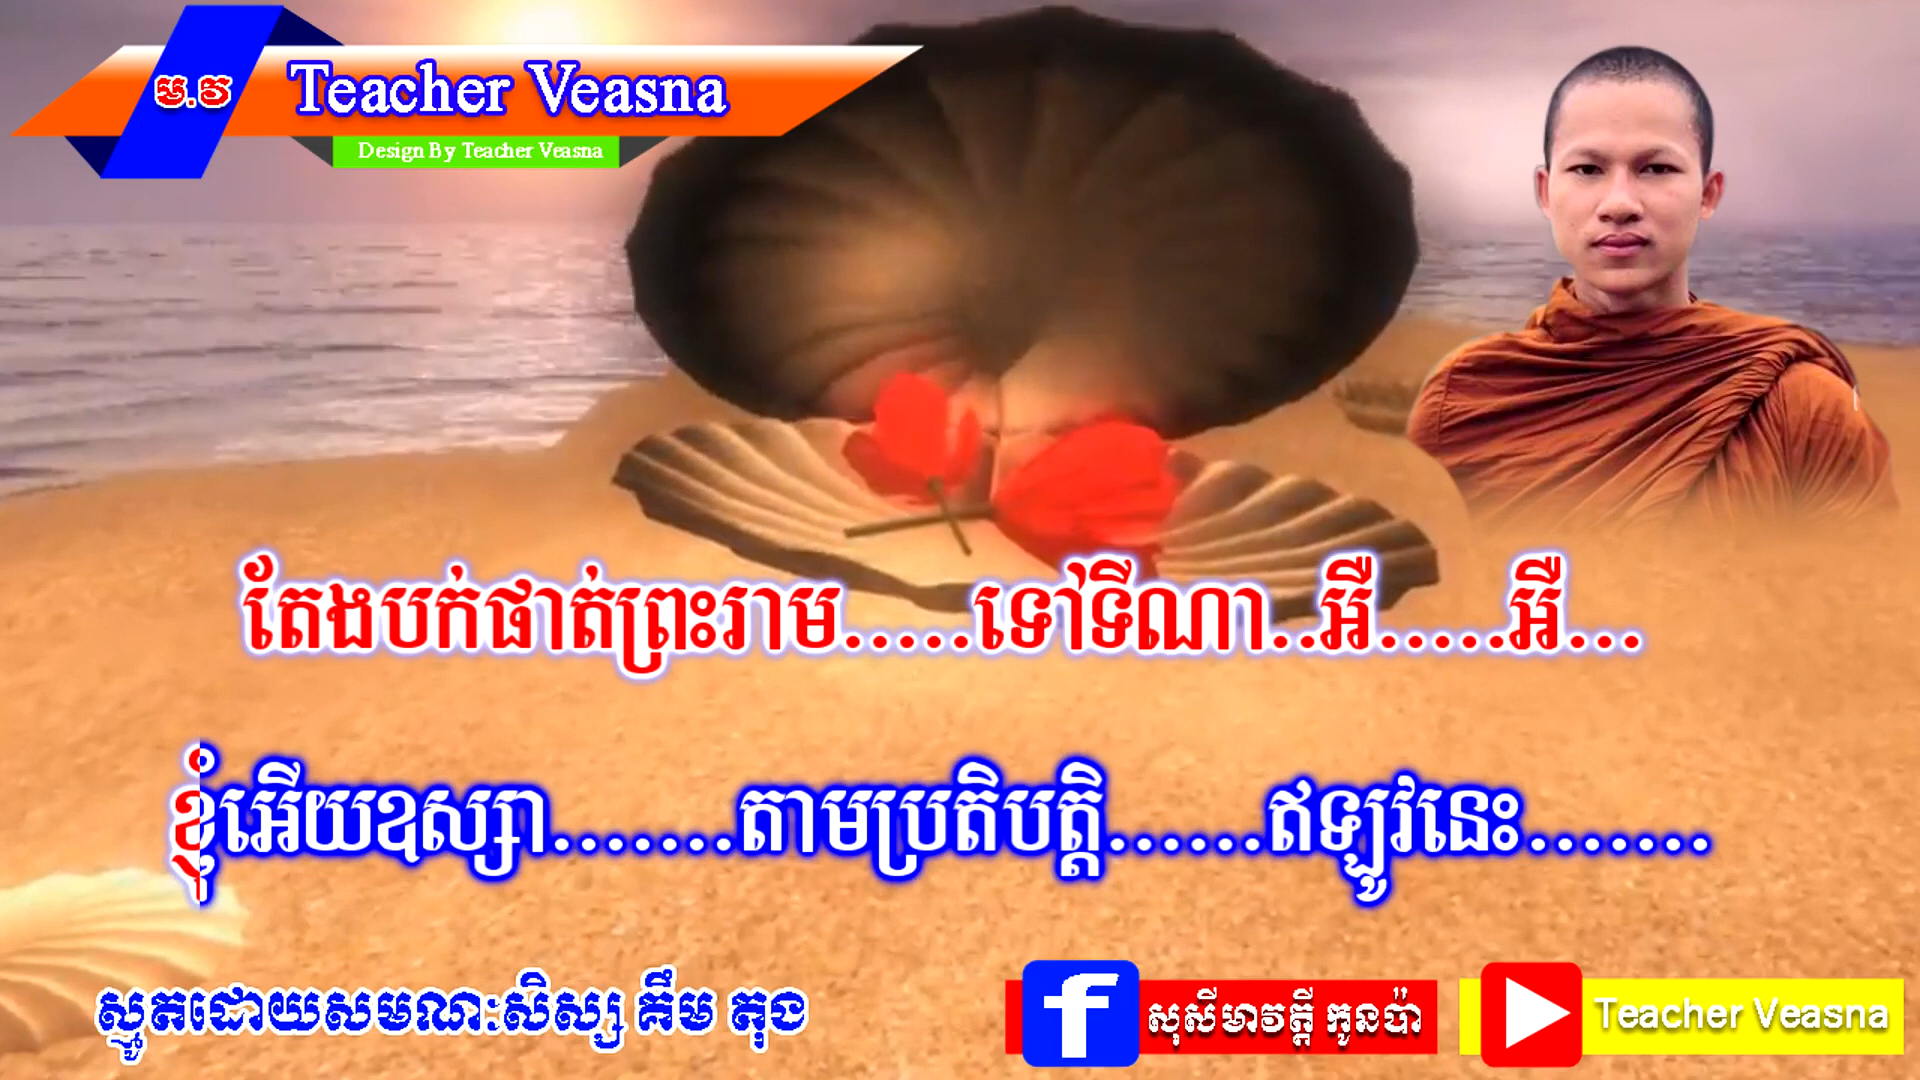 ម.វ
Teacher Veasna
Design By Teacher Veasna
តែងបក់ផាត់ព្រះរាម.....ទៅទីណា..អឺ.....អឺ...
ខ្ញុំអើយឧស្សា.......តាមប្រតិបត្តិ......ឥឡូវនេះ.......
ស្មូតដោយសមណៈសិស្ស គឹម តុង
សុសីមាវត្តី កូនប៉ា
Teacher Veasna